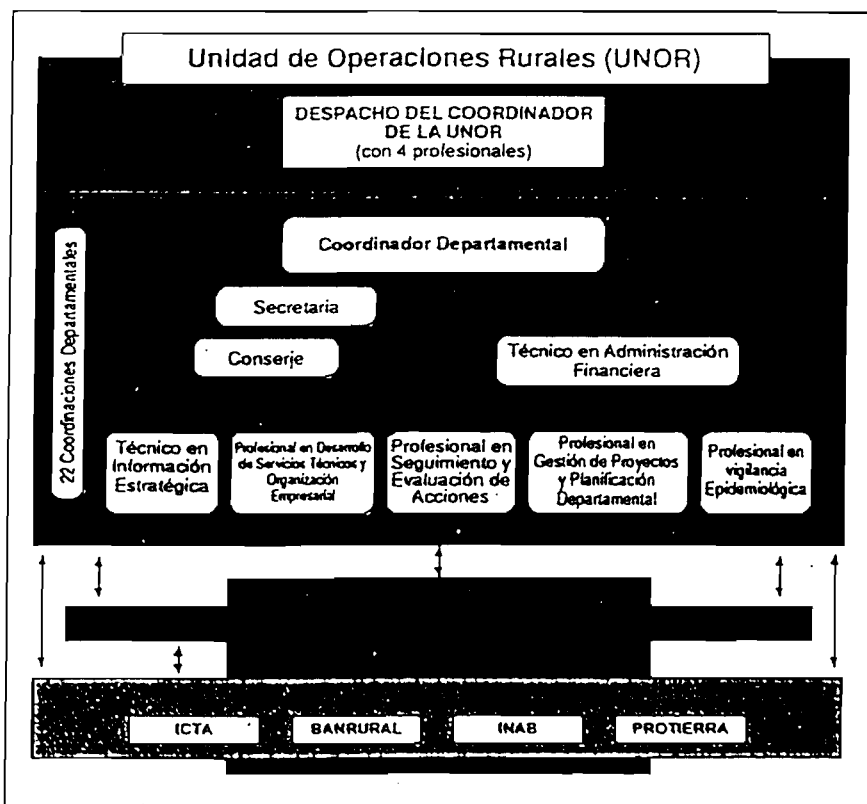 Unidad de Operaciones Rurales (UNOR)
DESPACHO DEL COORDINADOR
DE LA UNOR
(con 4 profesionales)
22 Coordinaciones Departamentales
Coordinador Departamental
Secretaria
Conserje
Técnico en Administración
Financiera
Técnico en
Información
Estratégica
Profesional en Desarrollo
de Servicios Técnicos y
Organización
Empresarial
Profesional en
Seguimiento y
Evaluación de
Acciones
Profesional en
Gestión de Proyectos
y Planificación
Departamental
Profesional en
vigilancia
Epidemiológica
ICTA
BANRURAL
INAB
PROTIERRA